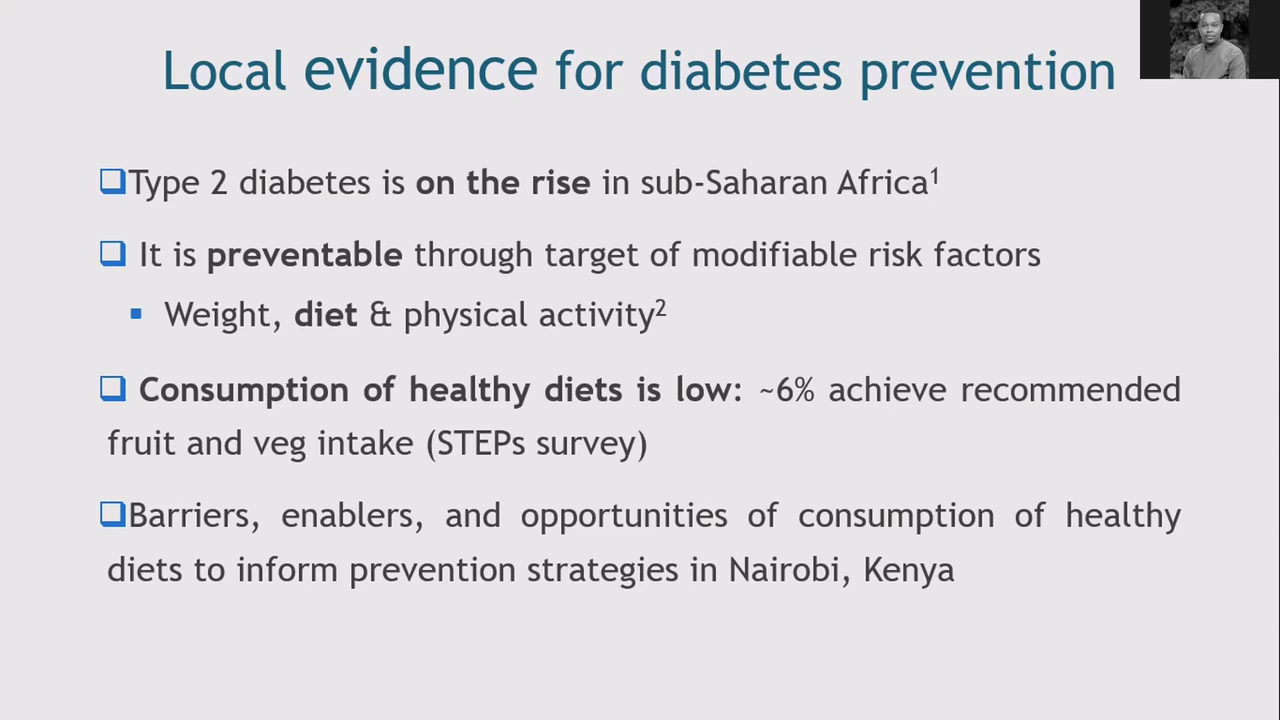 Local evidence for diabetes prevention
Type 2 diabetes is on the rise in sub-Saharan Africa¹
It is preventable through target of modifiable risk factors
Weight, diet & physical activity²
Consumption of healthy diets is low: ~6% achieve recommended
fruit and veg intake (STEPs survey)
Barriers, enablers, and opportunities of consumption of healthy
diets to inform prevention strategies in Nairobi, Kenya